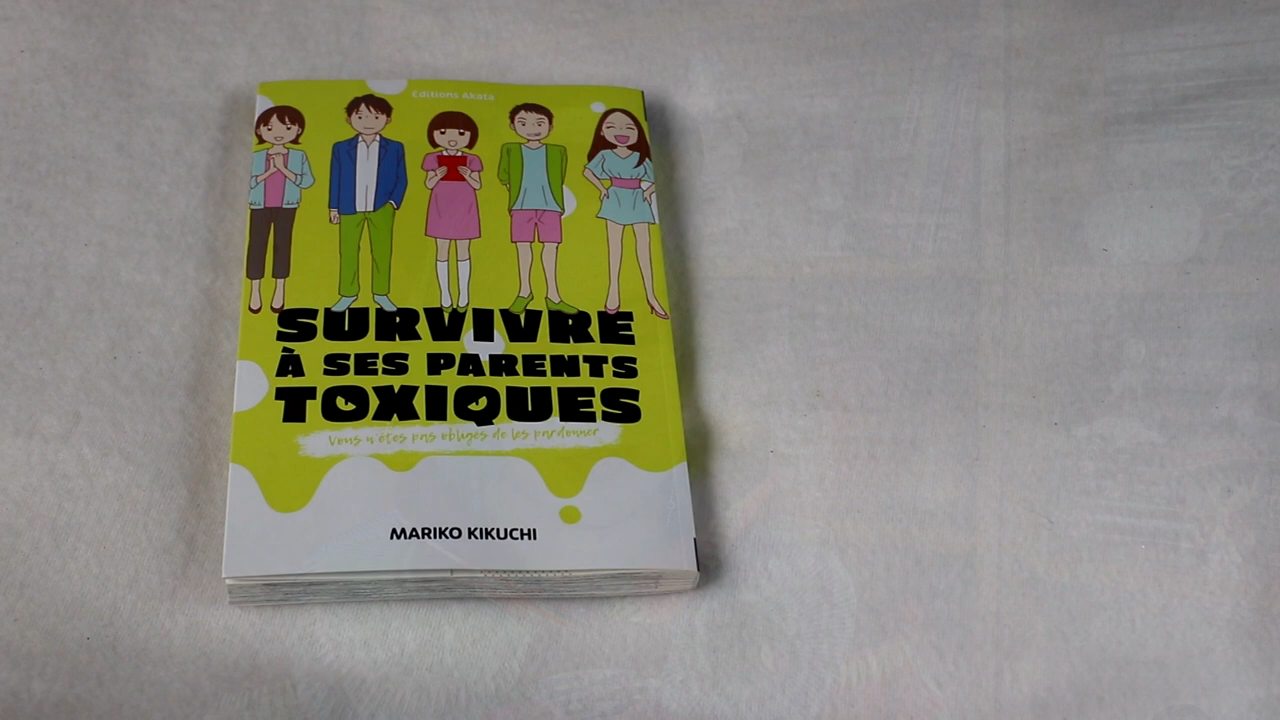 Éditions Akata
SURVIVRE
À SES PARENTS
TOXIQUES
Vous n'êtes pas obligés de les pardonner
MARIKO KIKUCHI